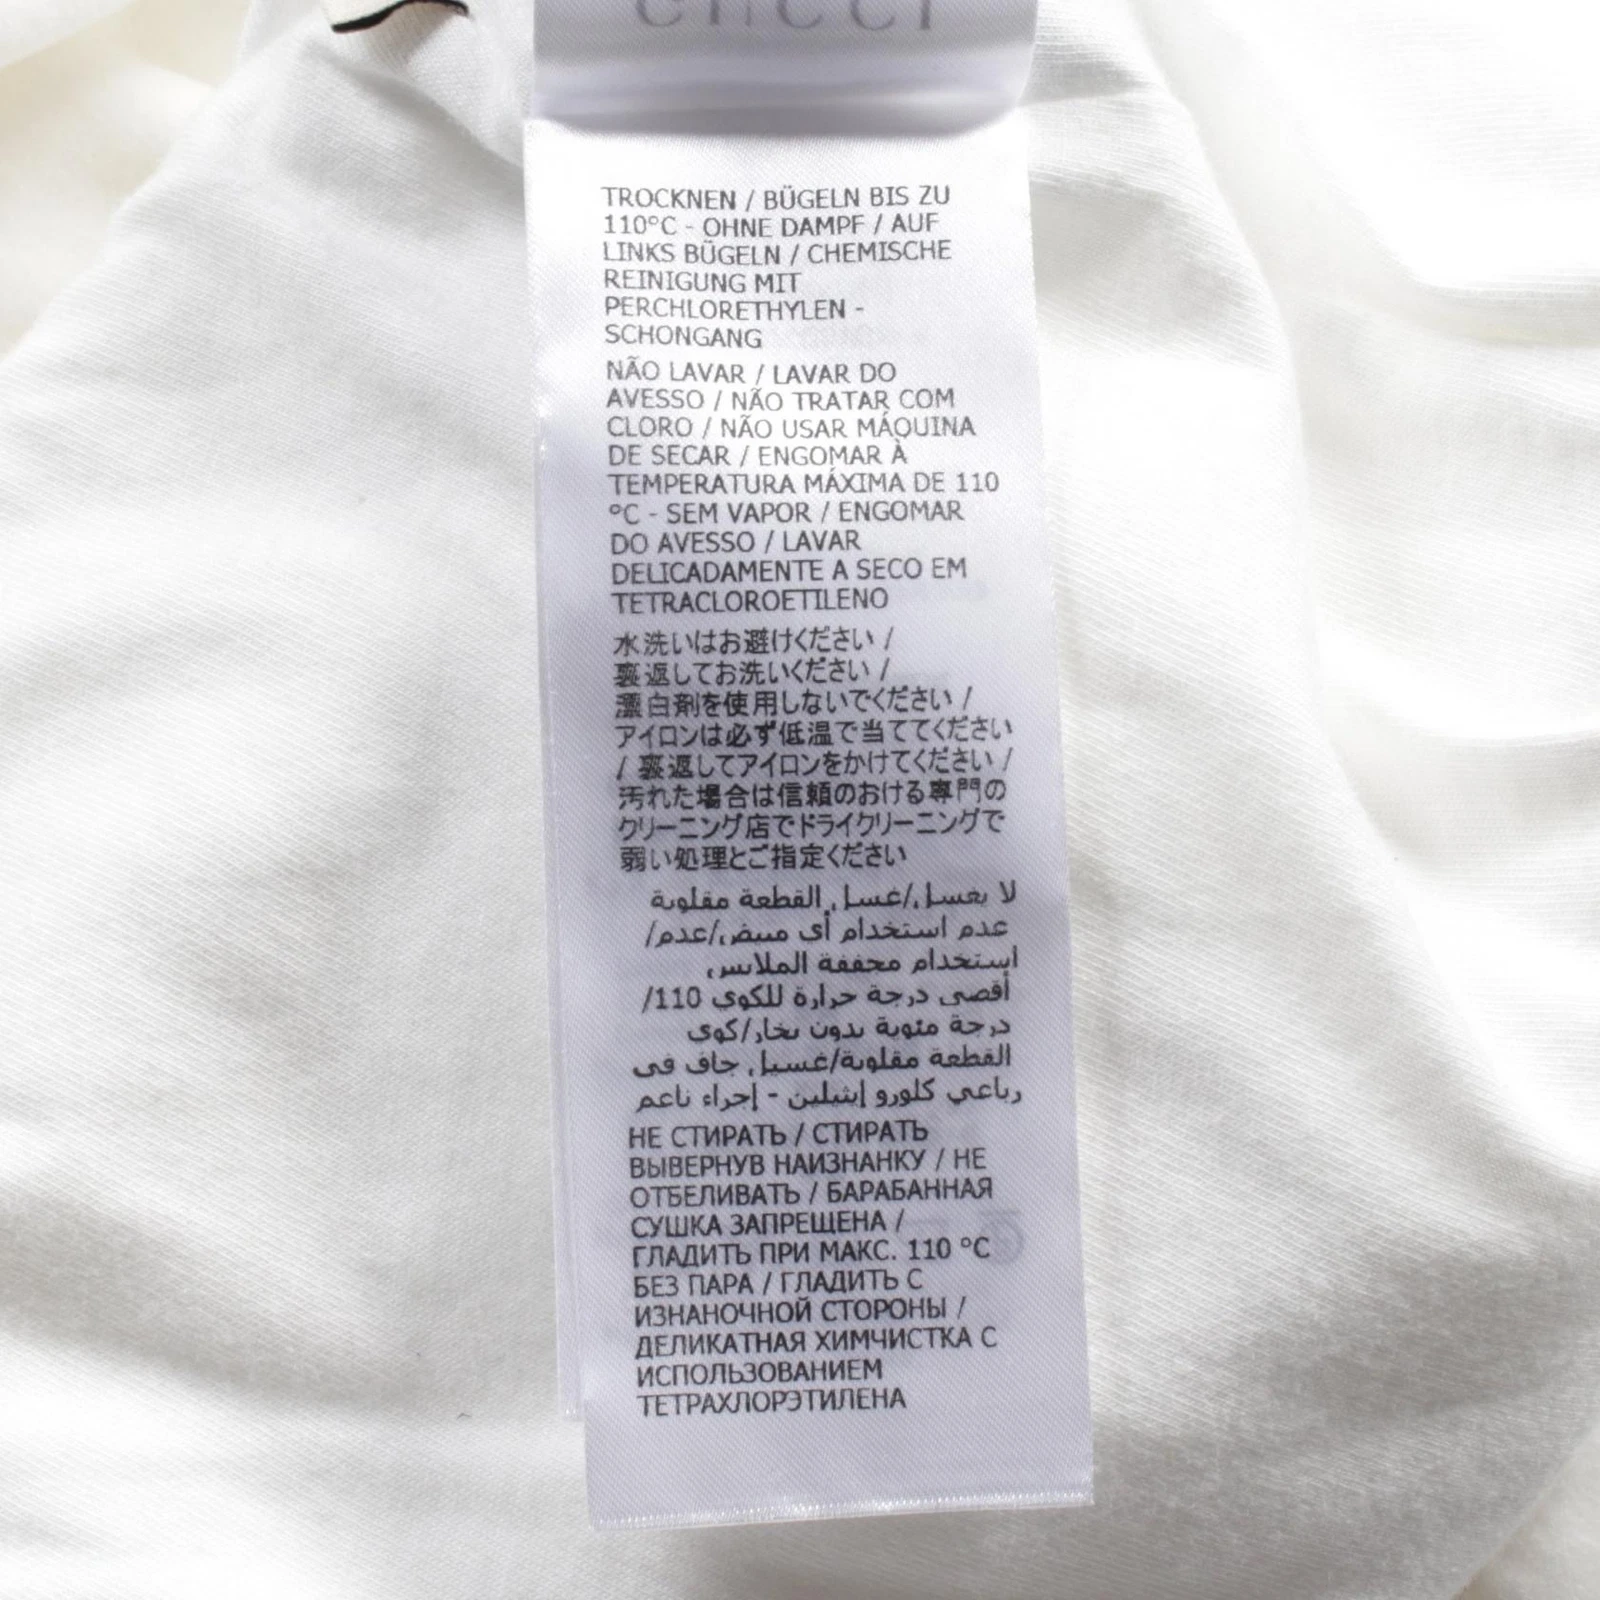 GUCCI
TROCKNEN / BÜGELN BIS ZU
110°C - OHNE DAMPF / AUF
LINKS BÜGELN / CHEMISCHE
REINIGUNG MIT
PERCHLORETHYLEN -
SCHONGANG
NÃO LAVAR / LAVAR DO
AVESSO / NÃO TRATAR COM
CLORO / NÃO USAR MÁQUINA
DE SECAR / ENGOMAR À
TEMPERATURA MÁXIMA DE 110
°C - SEM VAPOR / ENGOMAR
DO AVESSO / LAVAR
DELICADAMENTE A SECO EM
TETRACLOROETILENO
水洗いはお避けください /
裏返してお洗いください /
漂白剤を使用しないでください /
アイロンは必ず低温で当ててください
/ 裏返してアイロンをかけてください /
汚れた場合は信頼のおける専門の
クリーニング店でドライクリーニングで
弱い処理とご指定ください
لا يغسل/غسل القطعة مقلوبة
عدم استخدام أي مبيض/عدم/
استخدام مجففة الملابس
أقصى درجة حرارة للكوي 110/
درجة مئوية بدون بخار/كوي
القطعة مقلوبة/غسيل جاف في
رباعي كلورو إيثيلين - إجراء ناعم
НЕ СТИРАТЬ / СТИРАТЬ
ВЫВЕРНУВ НАИЗНАНКУ / НЕ
ОТБЕЛИВАТЬ / БАРАБАННАЯ
СУШКА ЗАПРЕЩЕНА /
ГЛАДИТЬ ПРИ МАКС. 110 °C
БЕЗ ПАРА / ГЛАДИТЬ С
ИЗНАНОЧНОЙ СТОРОНЫ /
ДЕЛИКАТНАЯ ХИМЧИСТКА С
ИСПОЛЬЗОВАНИЕМ
ТЕТРАХЛОРЭТИЛЕНА